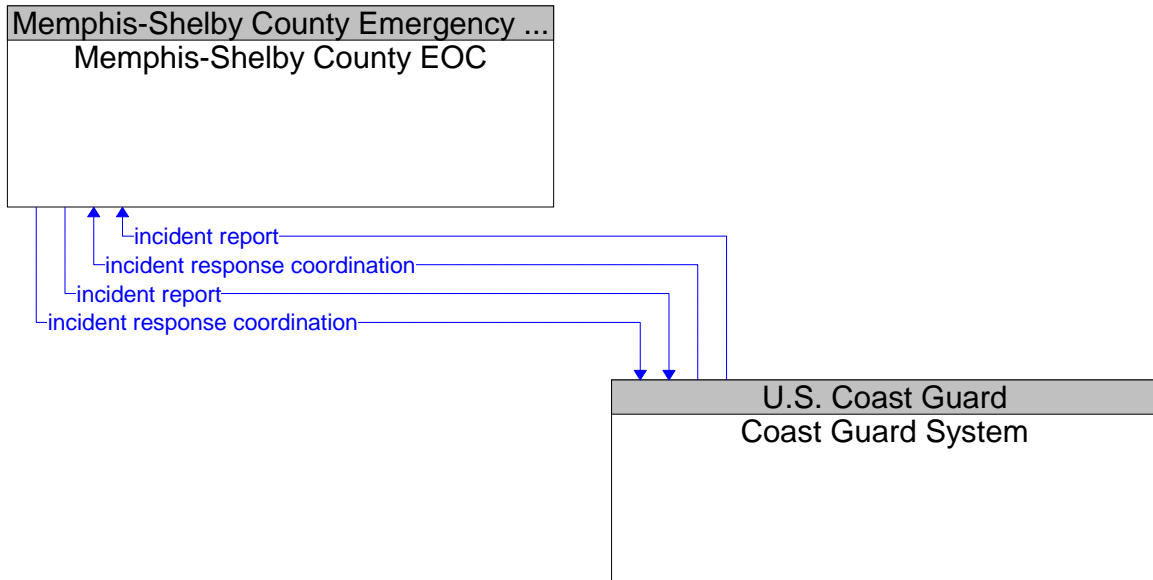 Memphis-Shelby County Emergency ...
Memphis-Shelby County EOC
incident report
incident response coordination
incident report
incident response coordination
U.S. Coast Guard
Coast Guard System